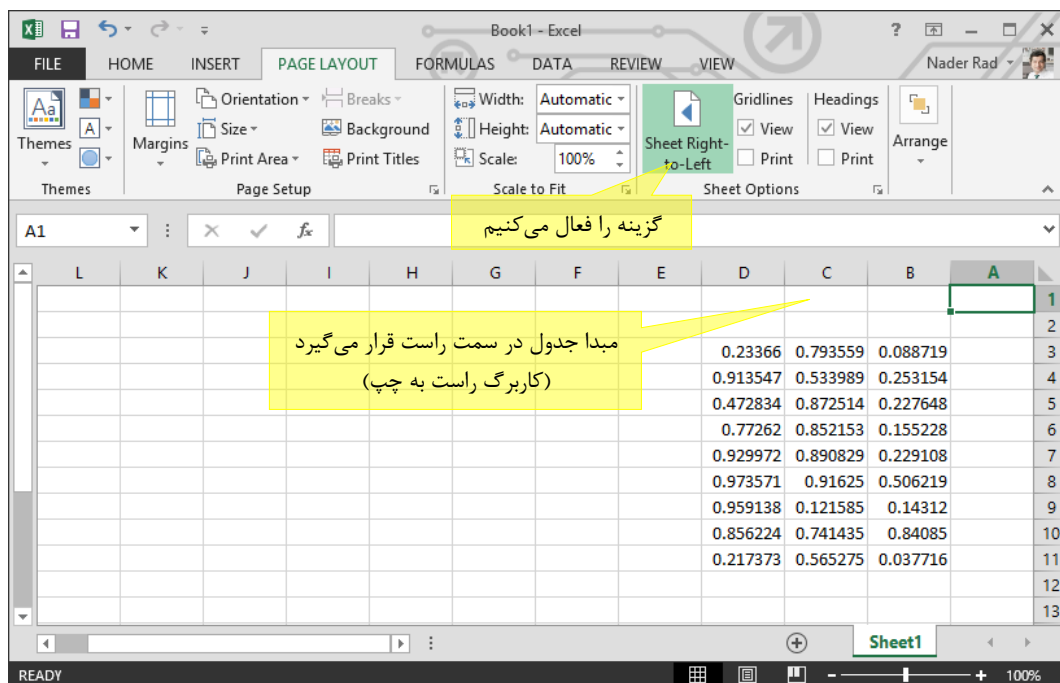 Book1 - Excel
FILE HOME INSERT PAGE LAYOUT FORMULAS DATA REVIEW VIEW Nader Rad
Aa Themes
A
Margins
Orientation
Size
Print Area
Breaks
Background
Print Titles
Width: Automatic
Height: Automatic
Scale: 100%
Sheet Right-to-Left
Gridlines
View
Print
Headings
View
Print
Arrange
Themes Page Setup Scale to Fit Sheet Options
گزینه را فعال می‌کنیم
A1 fx
L K J I H G F E D C B A
1
2
مبدا جدول در سمت راست قرار می‌گیرد
(کاربرگ راست به چپ)
0.23366 0.793559 0.088719 3
0.913547 0.533989 0.253154 4
0.472834 0.872514 0.227648 5
0.77262 0.852153 0.155228 6
0.929972 0.890829 0.229108 7
0.973571 0.91625 0.506219 8
0.959138 0.121585 0.14312 9
0.856224 0.741435 0.84085 10
0.217373 0.565275 0.037716 11
12
13
Sheet1
READY 100%